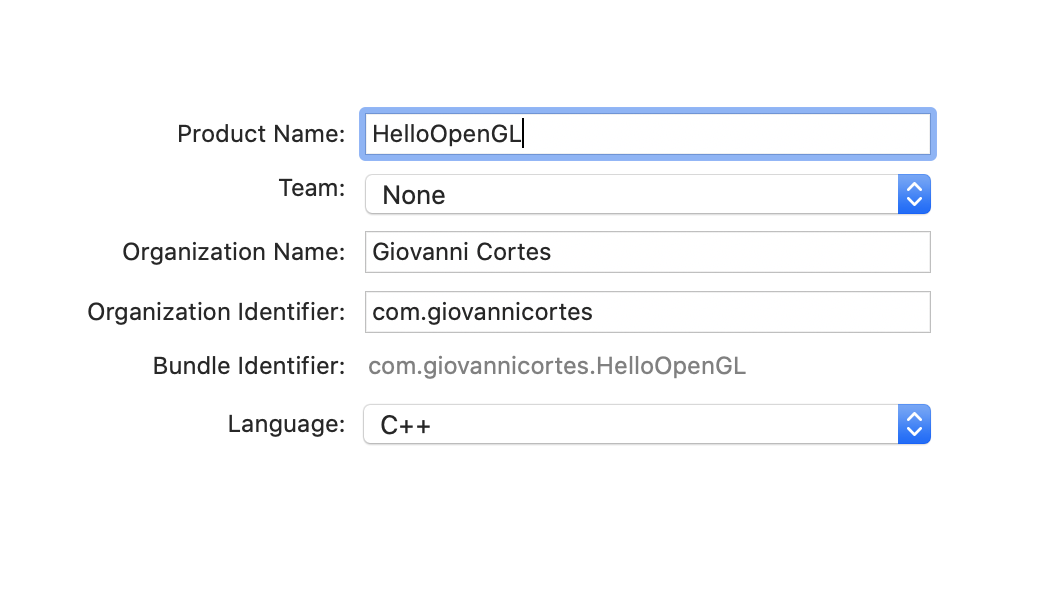 Product Name: HelloOpenGL
Team: None
Organization Name: Giovanni Cortes
Organization Identifier: com.giovannicortes
Bundle Identifier: com.giovannicortes.HelloOpenGL
Language: C++